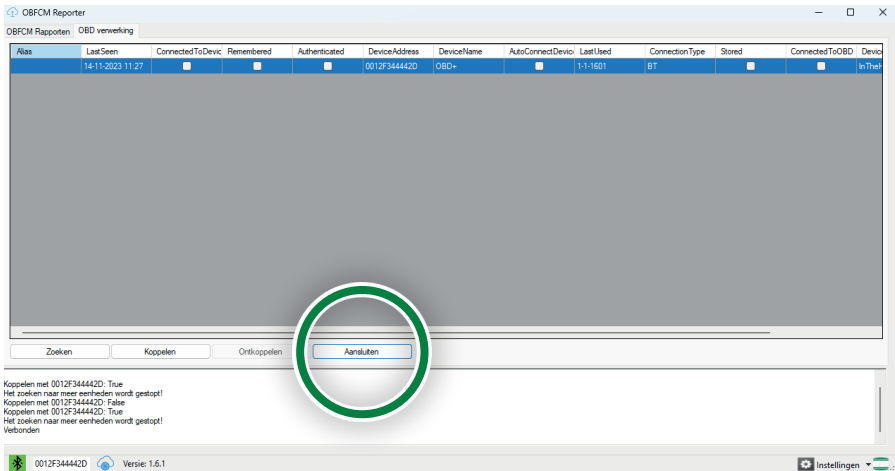 OBFCM Reporter
OBFCM Rapporten OBD verwerking
Alias LastSeen ConnectedToDevic Remembered Authenticated DeviceAddress DeviceName AutoConnectDevice LastUsed ConnectionType Stored ConnectedToOBD Device
14-11-2023 11:27 0012F344442D OBD+ 1-1-1601 BT InTheH
Zoeken Koppelen Ontkoppelen Aansluiten
Koppelen met 0012F344442D: True
Het zoeken naar meer eenheden wordt gestopt!
Koppelen met 0012F344442D: False
Koppelen met 0012F344442D: True
Het zoeken naar meer eenheden wordt gestopt!
Verbonden
0012F344442D Versie: 1.6.1 Instellingen